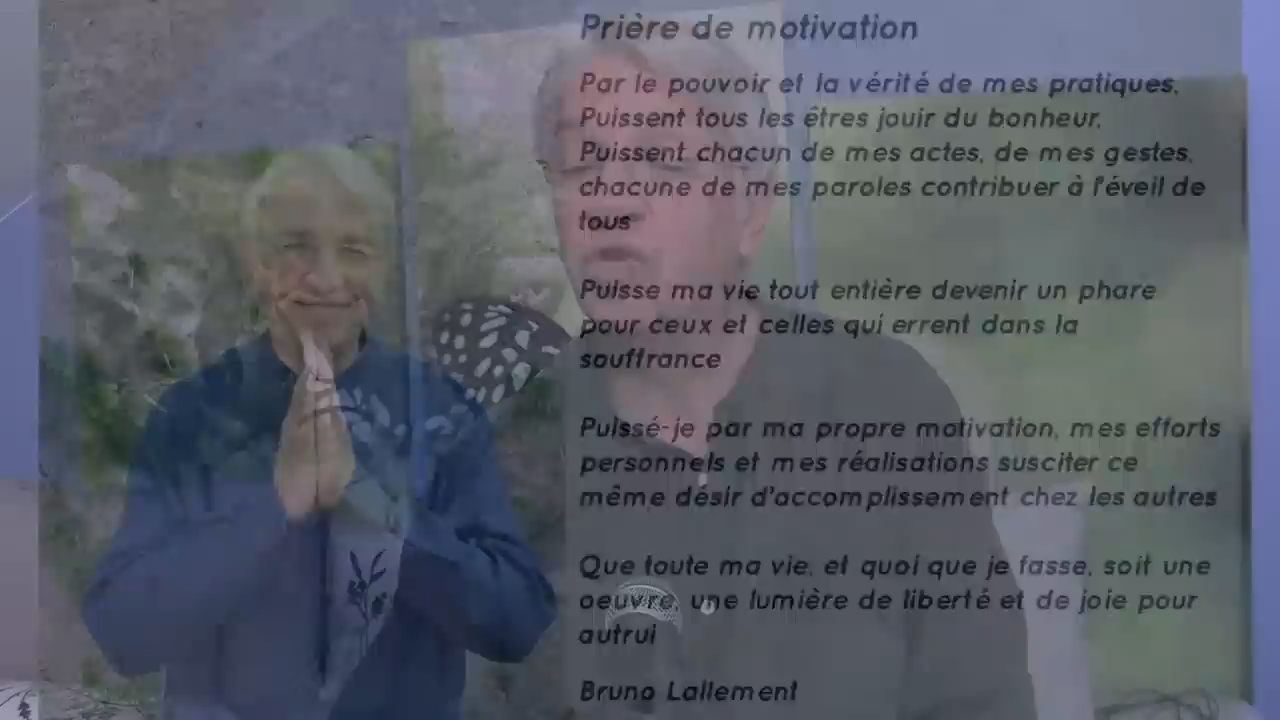 Prière de motivation
Par le pouvoir et la vérité de mes pratiques,
Puissent tous les êtres jouir du bonheur,
Puissent chacun de mes actes, de mes gestes,
chacune de mes paroles contribuer à l'éveil de
tous
Puisse ma vie tout entière devenir un phare
pour ceux et celles qui errent dans la
souffrance
Puissé-je par ma propre motivation, mes efforts
personnels et mes réalisations susciter ce
même désir d'accomplissement chez les autres
Que toute ma vie, et quoi que je fasse, soit une
oeuvre, une lumière de liberté et de joie pour
autrui
Bruno Lallement